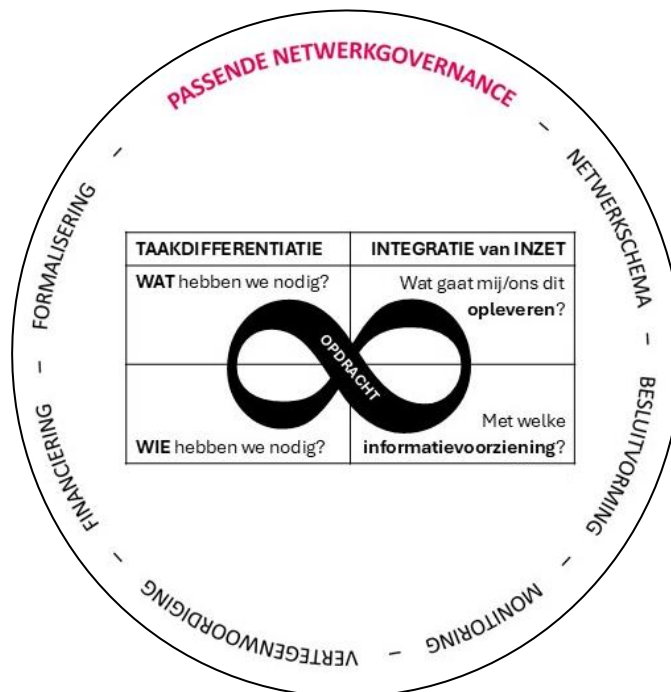 PASSENDE NETWERKGOVERNANCE
– NETWERKSCHEMA – BESLUITVORMING – MONITORING – VERTEGENWOORDIGING – FINANCIERING – FORMALISERING –
TAAKDIFFERENTIATIE
INTEGRATIE van INZET
WAT hebben we nodig?
Wat gaat mij/ons dit
opleveren?
OPDRACHT
WIE hebben we nodig?
Met welke
informatievoorziening?